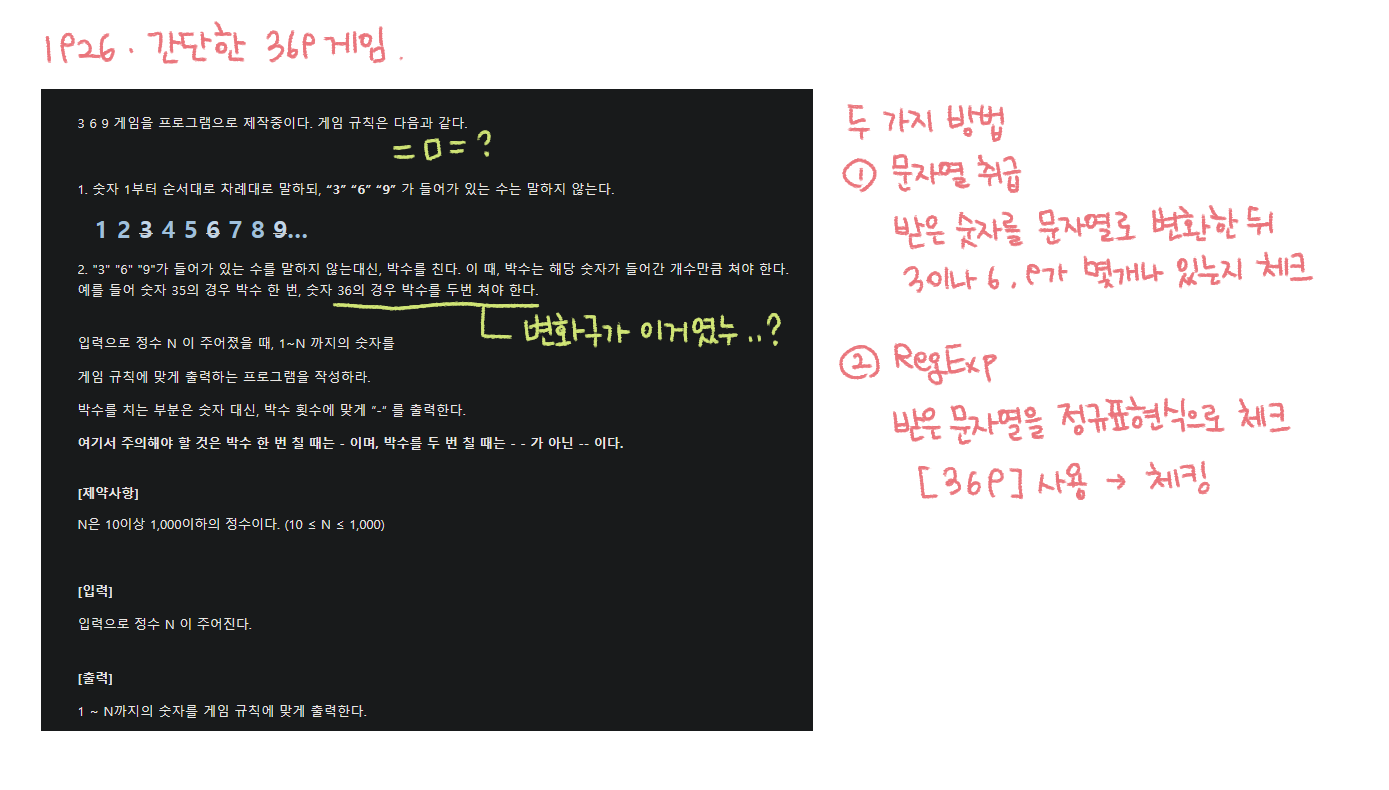 1926. 간단한 369게임.
3 6 9 게임을 프로그램으로 제작중이다. 게임 규칙은 다음과 같다.
= ㅁ = ?
1. 숫자 1부터 순서대로 차례대로 말하되, “3” “6” “9” 가 들어가 있는 수는 말하지 않는다.
1 2 3 4 5 6 7 8 9…
2. "3" "6" "9"가 들어가 있는 수를 말하지 않는대신, 박수를 친다. 이 때, 박수는 해당 숫자가 들어간 개수만큼 쳐야 한다.
예를 들어 숫자 35의 경우 박수 한 번, 숫자 36의 경우 박수를 두번 쳐야 한다.
변화구가 이거였누..?
입력으로 정수 N 이 주어졌을 때, 1~N 까지의 숫자를
게임 규칙에 맞게 출력하는 프로그램을 작성하라.
박수를 치는 부분은 숫자 대신, 박수 횟수에 맞게 “-“ 를 출력한다.
여기서 주의해야 할 것은 박수 한 번 칠 때는 - 이며, 박수를 두 번 칠 때는 - - 가 아닌 -- 이다.
[제약사항]
N은 10이상 1,000이하의 정수이다. (10 ≤ N ≤ 1,000)
[입력]
입력으로 정수 N 이 주어진다.
[출력]
1 ~ N까지의 숫자를 게임 규칙에 맞게 출력한다.
두 가지 방법
① 문자열 취급
받은 숫자를 문자열로 변환한 뒤
3이나 6, 9가 몇개나 있는지 체크
② RegExp
받은 문자열을 정규표현식으로 체크
[369] 사용 → 체킹